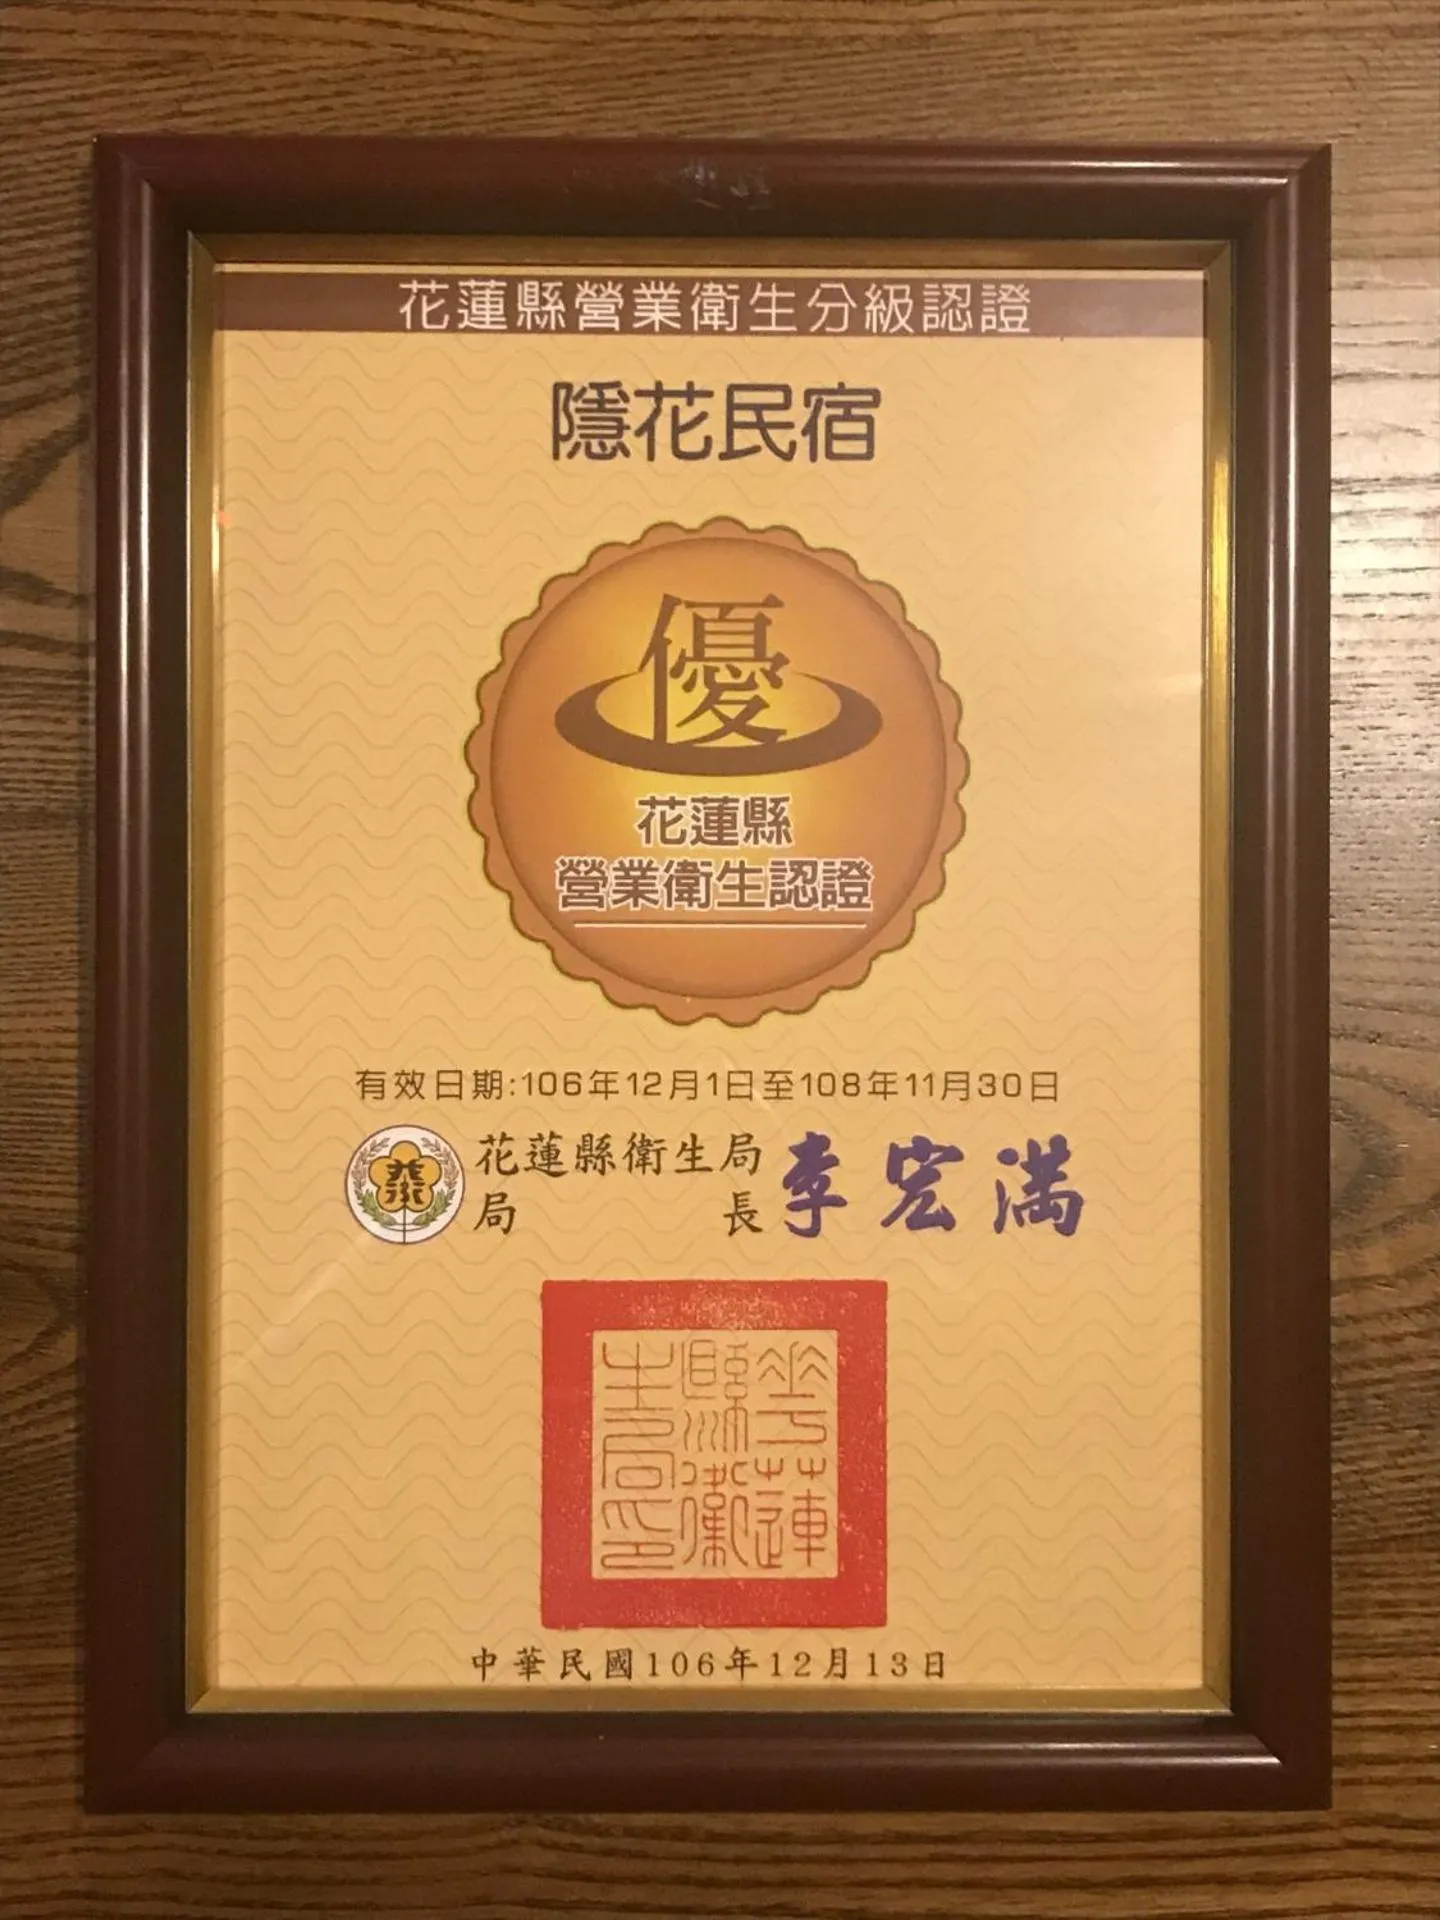 花蓮縣營業衛生分級認證
隱花民宿
優
花蓮縣
營業衛生認證
有效日期:106年12月1日至108年11月30日
花蓮縣衛生局
局長 李宏滿
花蓮縣衛生局印
中華民國106年12月13日